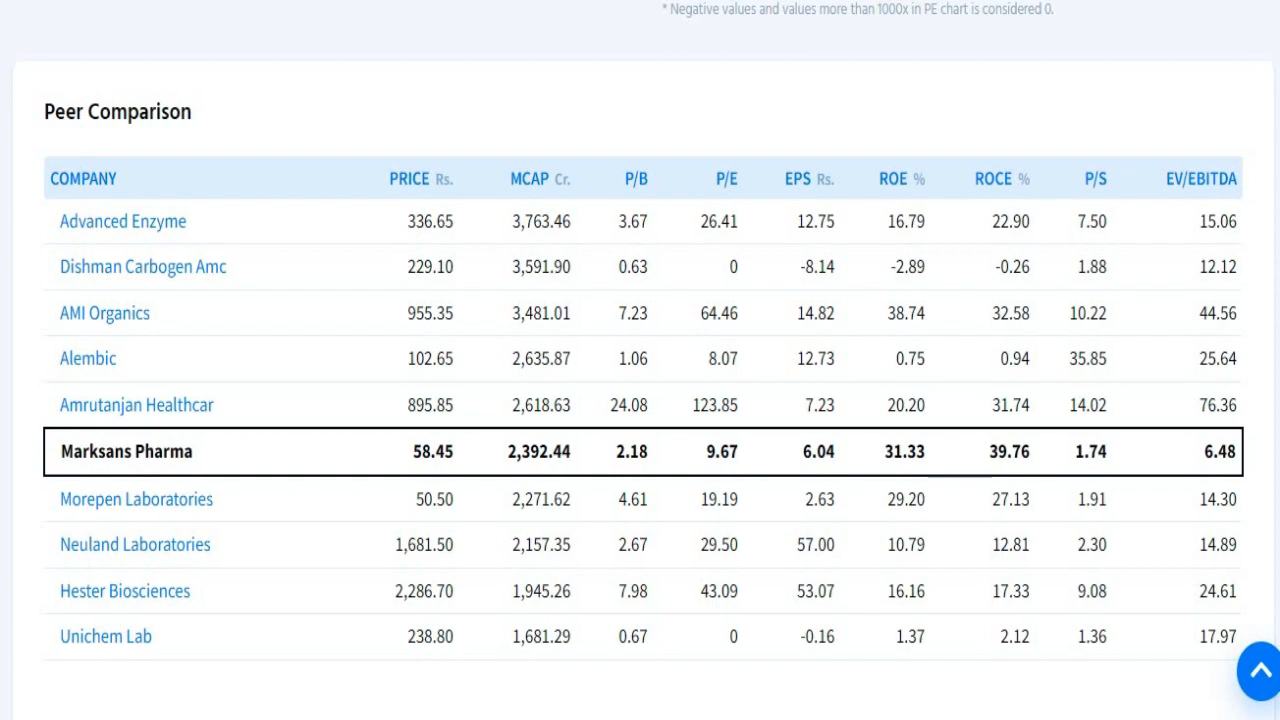 * Negative values and values more than 1000x in PE chart is considered 0.
Peer Comparison
COMPANY PRICE Rs. MCAP Cr. P/B P/E EPS Rs. ROE % ROCE % P/S EV/EBITDA
Advanced Enzyme 336.65 3,763.46 3.67 26.41 12.75 16.79 22.90 7.50 15.06
Dishman Carbogen Amc 229.10 3,591.90 0.63 0 -8.14 -2.89 -0.26 1.88 12.12
AMI Organics 955.35 3,481.01 7.23 64.46 14.82 38.74 32.58 10.22 44.56
Alembic 102.65 2,635.87 1.06 8.07 12.73 0.75 0.94 35.85 25.64
Amrutanjan Healthcar 895.85 2,618.63 24.08 123.85 7.23 20.20 31.74 14.02 76.36
Marksans Pharma 58.45 2,392.44 2.18 9.67 6.04 31.33 39.76 1.74 6.48
Morepen Laboratories 50.50 2,271.62 4.61 19.19 2.63 29.20 27.13 1.91 14.30
Neuland Laboratories 1,681.50 2,157.35 2.67 29.50 57.00 10.79 12.81 2.30 14.89
Hester Biosciences 2,286.70 1,945.26 7.98 43.09 53.07 16.16 17.33 9.08 24.61
Unichem Lab 238.80 1,681.29 0.67 0 -0.16 1.37 2.12 1.36 17.97